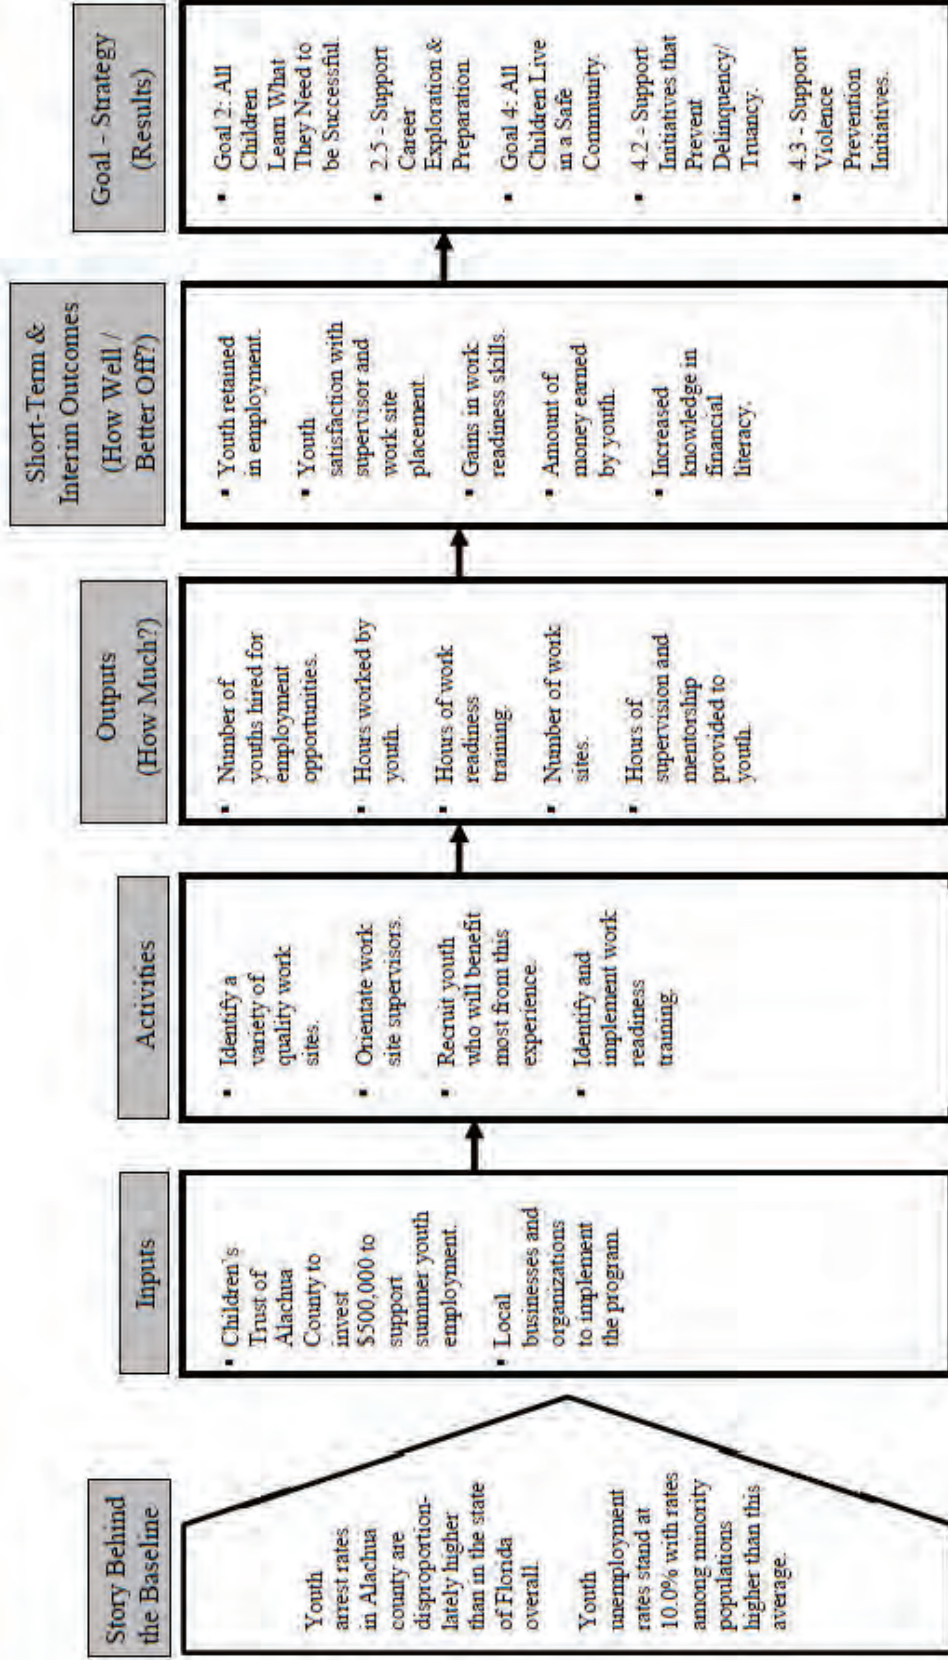 Story Behind
the Baseline
Youth
arrest rates
in Alachua
county are
disproportion-
lately higher
than in the state
of Florida
overall.
Youth
unemployment
rates stand at
10.0% with rates
among minority
populations
higher than this
average.
Inputs
▪ Children's
Trust of
Alachua
County to
invest
$500,000 to
support
summer youth
employment.
▪ Local
businesses and
organizations
to implement
the program.
Activities
▪ Identify a
variety of
quality work
sites.
▪ Orientate work
site supervisors.
▪ Recruit youth
who will benefit
most from this
experience.
▪ Identify and
implement work
readiness
training.
Outputs
(How Much?)
▪ Number of
youths hired for
employment
opportunities.
▪ Hours worked by
youth.
▪ Hours of work
readiness
training.
▪ Number of work
sites.
▪ Hours of
supervision and
mentorship
provided to
youth.
Short-Term &
Interim Outcomes
(How Well /
Better Off?)
▪ Youth retained
in employment.
▪ Youth
satisfaction with
supervisor and
work site
placement.
▪ Gains in work
readiness skills.
▪ Amount of
money earned
by youth.
▪ Increased
knowledge in
financial
literacy.
Goal - Strategy
(Results)
▪ Goal 2: All
Children
Learn What
They Need to
be Successful.
▪ 2.5 - Support
Career
Exploration &
Preparation.
▪ Goal 4: All
Children Live
in a Safe
Community.
▪ 4.2 - Support
Initiatives that
Prevent
Delinquency/
Truancy.
▪ 4.3 - Support
Violence
Prevention
Initiatives.